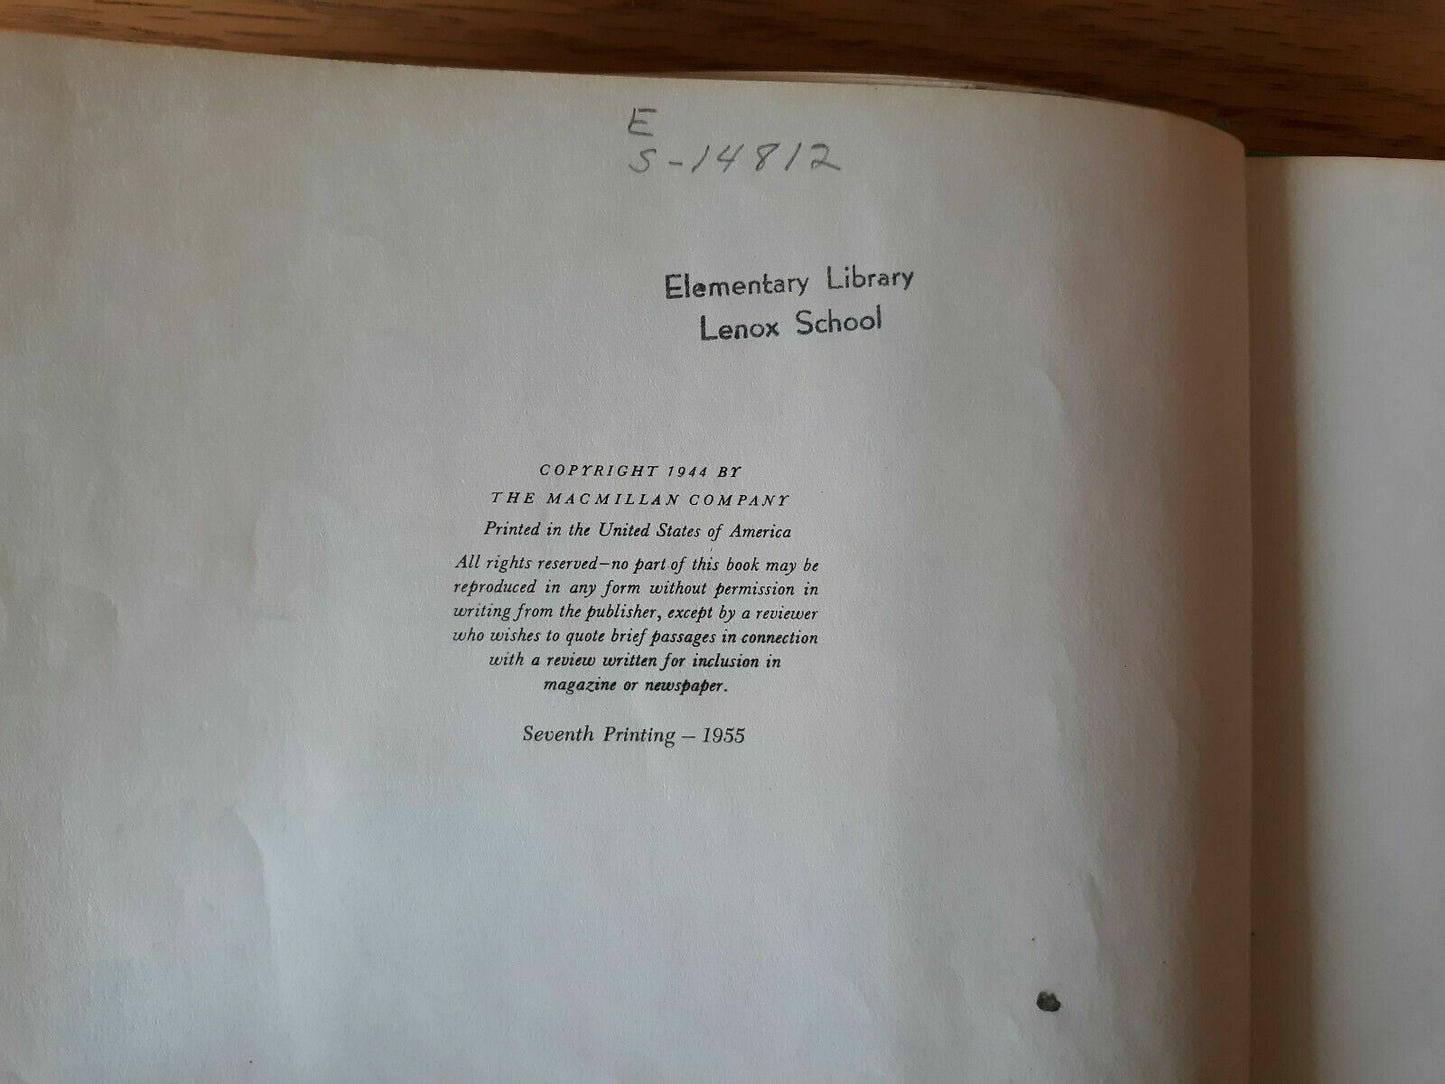 E
S-14812
Elementary Library
Lenox School
COPYRIGHT 1944 BY
THE MACMILLAN COMPANY
Printed in the United States of America
All rights reserved—no part of this book may be
reproduced in any form without permission in
writing from the publisher, except by a reviewer
who wishes to quote brief passages in connection
with a review written for inclusion in
magazine or newspaper.
Seventh Printing — 1955